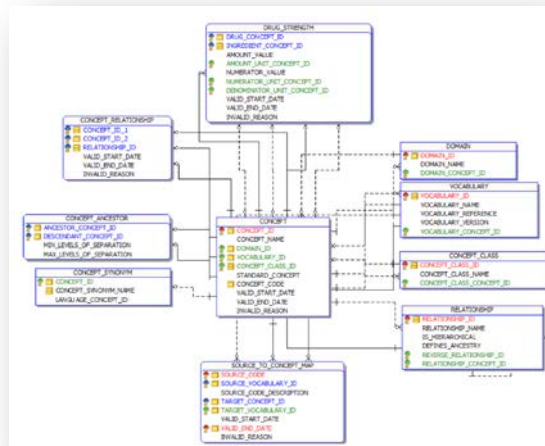 DRUG_STRENGTH
DRUG_CONCEPT_ID
INGREDIENT_CONCEPT_ID
AMOUNT_VALUE
AMOUNT_UNIT_CONCEPT_ID
NUMERATOR_VALUE
NUMERATOR_UNIT_CONCEPT_ID
DENOMINATOR_UNIT_CONCEPT_ID
VALID_START_DATE
VALID_END_DATE
INVALID_REASON
CONCEPT_RELATIONSHIP
CONCEPT_ID_1
CONCEPT_ID_2
RELATIONSHIP_ID
VALID_START_DATE
VALID_END_DATE
INVALID_REASON
DOMAIN
DOMAIN_ID
DOMAIN_NAME
DOMAIN_CONCEPT_ID
VOCABULARY
VOCABULARY_ID
VOCABULARY_NAME
VOCABULARY_REFERENCE
VOCABULARY_VERSION
VOCABULARY_CONCEPT_ID
CONCEPT_ANCESTOR
ANCESTOR_CONCEPT_ID
DESCENDANT_CONCEPT_ID
MIN_LEVELS_OF_SEPARATION
MAX_LEVELS_OF_SEPARATION
CONCEPT
CONCEPT_ID
CONCEPT_NAME
DOMAIN_ID
VOCABULARY_ID
CONCEPT_CLASS_ID
STANDARD_CONCEPT
CONCEPT_CODE
VALID_START_DATE
VALID_END_DATE
INVALID_REASON
CONCEPT_CLASS
CONCEPT_CLASS_ID
CONCEPT_CLASS_NAME
CONCEPT_CLASS_CONCEPT_ID
CONCEPT_SYNONYM
CONCEPT_ID
CONCEPT_SYNONYM_NAME
LANGUAGE_CONCEPT_ID
RELATIONSHIP
RELATIONSHIP_ID
RELATIONSHIP_NAME
IS_HIERARCHICAL
DEFINES_ANCESTRY
REVERSE_RELATIONSHIP_ID
RELATIONSHIP_CONCEPT_ID
SOURCE_TO_CONCEPT_MAP
SOURCE_CODE
SOURCE_VOCABULARY_ID
SOURCE_CODE_DESCRIPTION
TARGET_CONCEPT_ID
TARGET_VOCABULARY_ID
VALID_START_DATE
VALID_END_DATE
INVALID_REASON